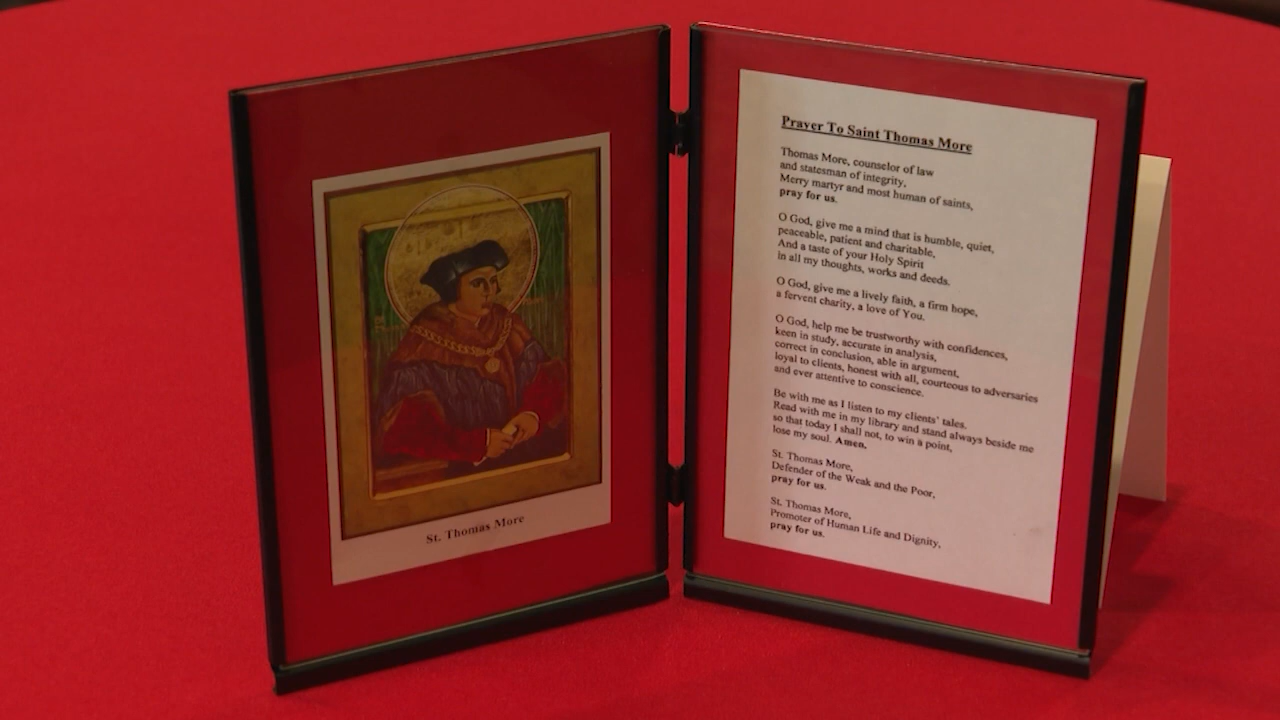 St. Thomas More
Prayer To Saint Thomas More
Thomas More, counselor of law
and statesman of integrity,
Merry martyr and most human of saints,
pray for us.
O God, give me a mind that is humble, quiet,
peaceable, patient and charitable,
And a taste of your Holy Spirit
in all my thoughts, works and deeds.
O God, give me a lively faith, a firm hope,
a fervent charity, a love of You.
O God, help me be trustworthy with confidences,
keen in study, accurate in analysis,
correct in conclusion, able in argument,
loyal to clients, honest with all, courteous to adversaries
and ever attentive to conscience.
Be with me as I listen to my clients' tales.
Read with me in my library and stand always beside me
so that today I shall not, to win a point,
lose my soul. Amen.
St. Thomas More,
Defender of the Weak and the Poor,
pray for us.
St. Thomas More,
Promoter of Human Life and Dignity,
pray for us.